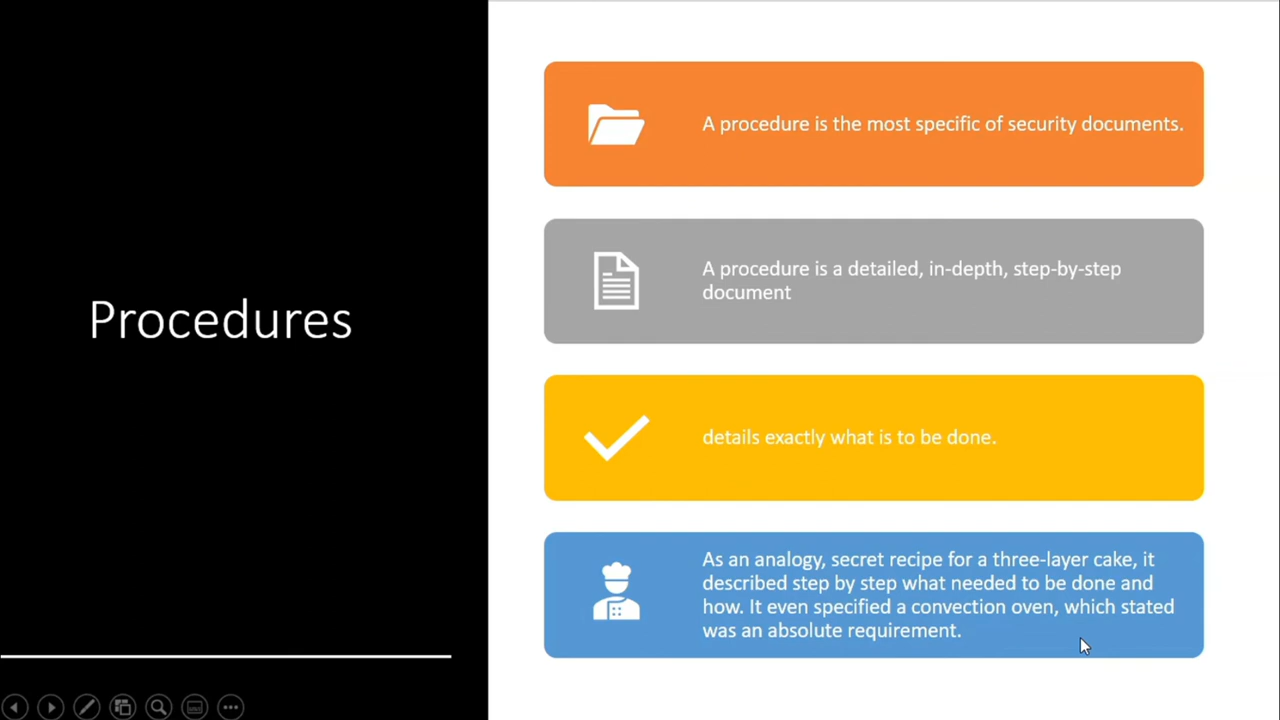 Procedures
A procedure is the most specific of security documents.
A procedure is a detailed, in-depth, step-by-step
document
details exactly what is to be done.
As an analogy, secret recipe for a three-layer cake, it
described step by step what needed to be done and
how. It even specified a convection oven, which stated
was an absolute requirement.